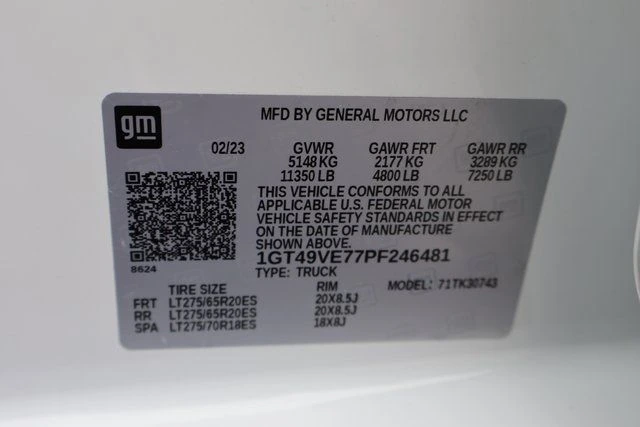 gm
MFD BY GENERAL MOTORS LLC
02/23 GVWR GAWR FRT GAWR RR
5148 KG 2177 KG 3289 KG
11350 LB 4800 LB 7250 LB
THIS VEHICLE CONFORMS TO ALL
APPLICABLE U.S. FEDERAL MOTOR
VEHICLE SAFETY STANDARDS IN EFFECT
ON THE DATE OF MANUFACTURE
SHOWN ABOVE.
8624
1GT49VE77PF246481
TYPE: TRUCK MODEL: 71TK30743
TIRE SIZE RIM
FRT LT275/65R20ES 20X8.5J
RR LT275/65R20ES 20X8.5J
SPA LT275/70R18ES 18X8J